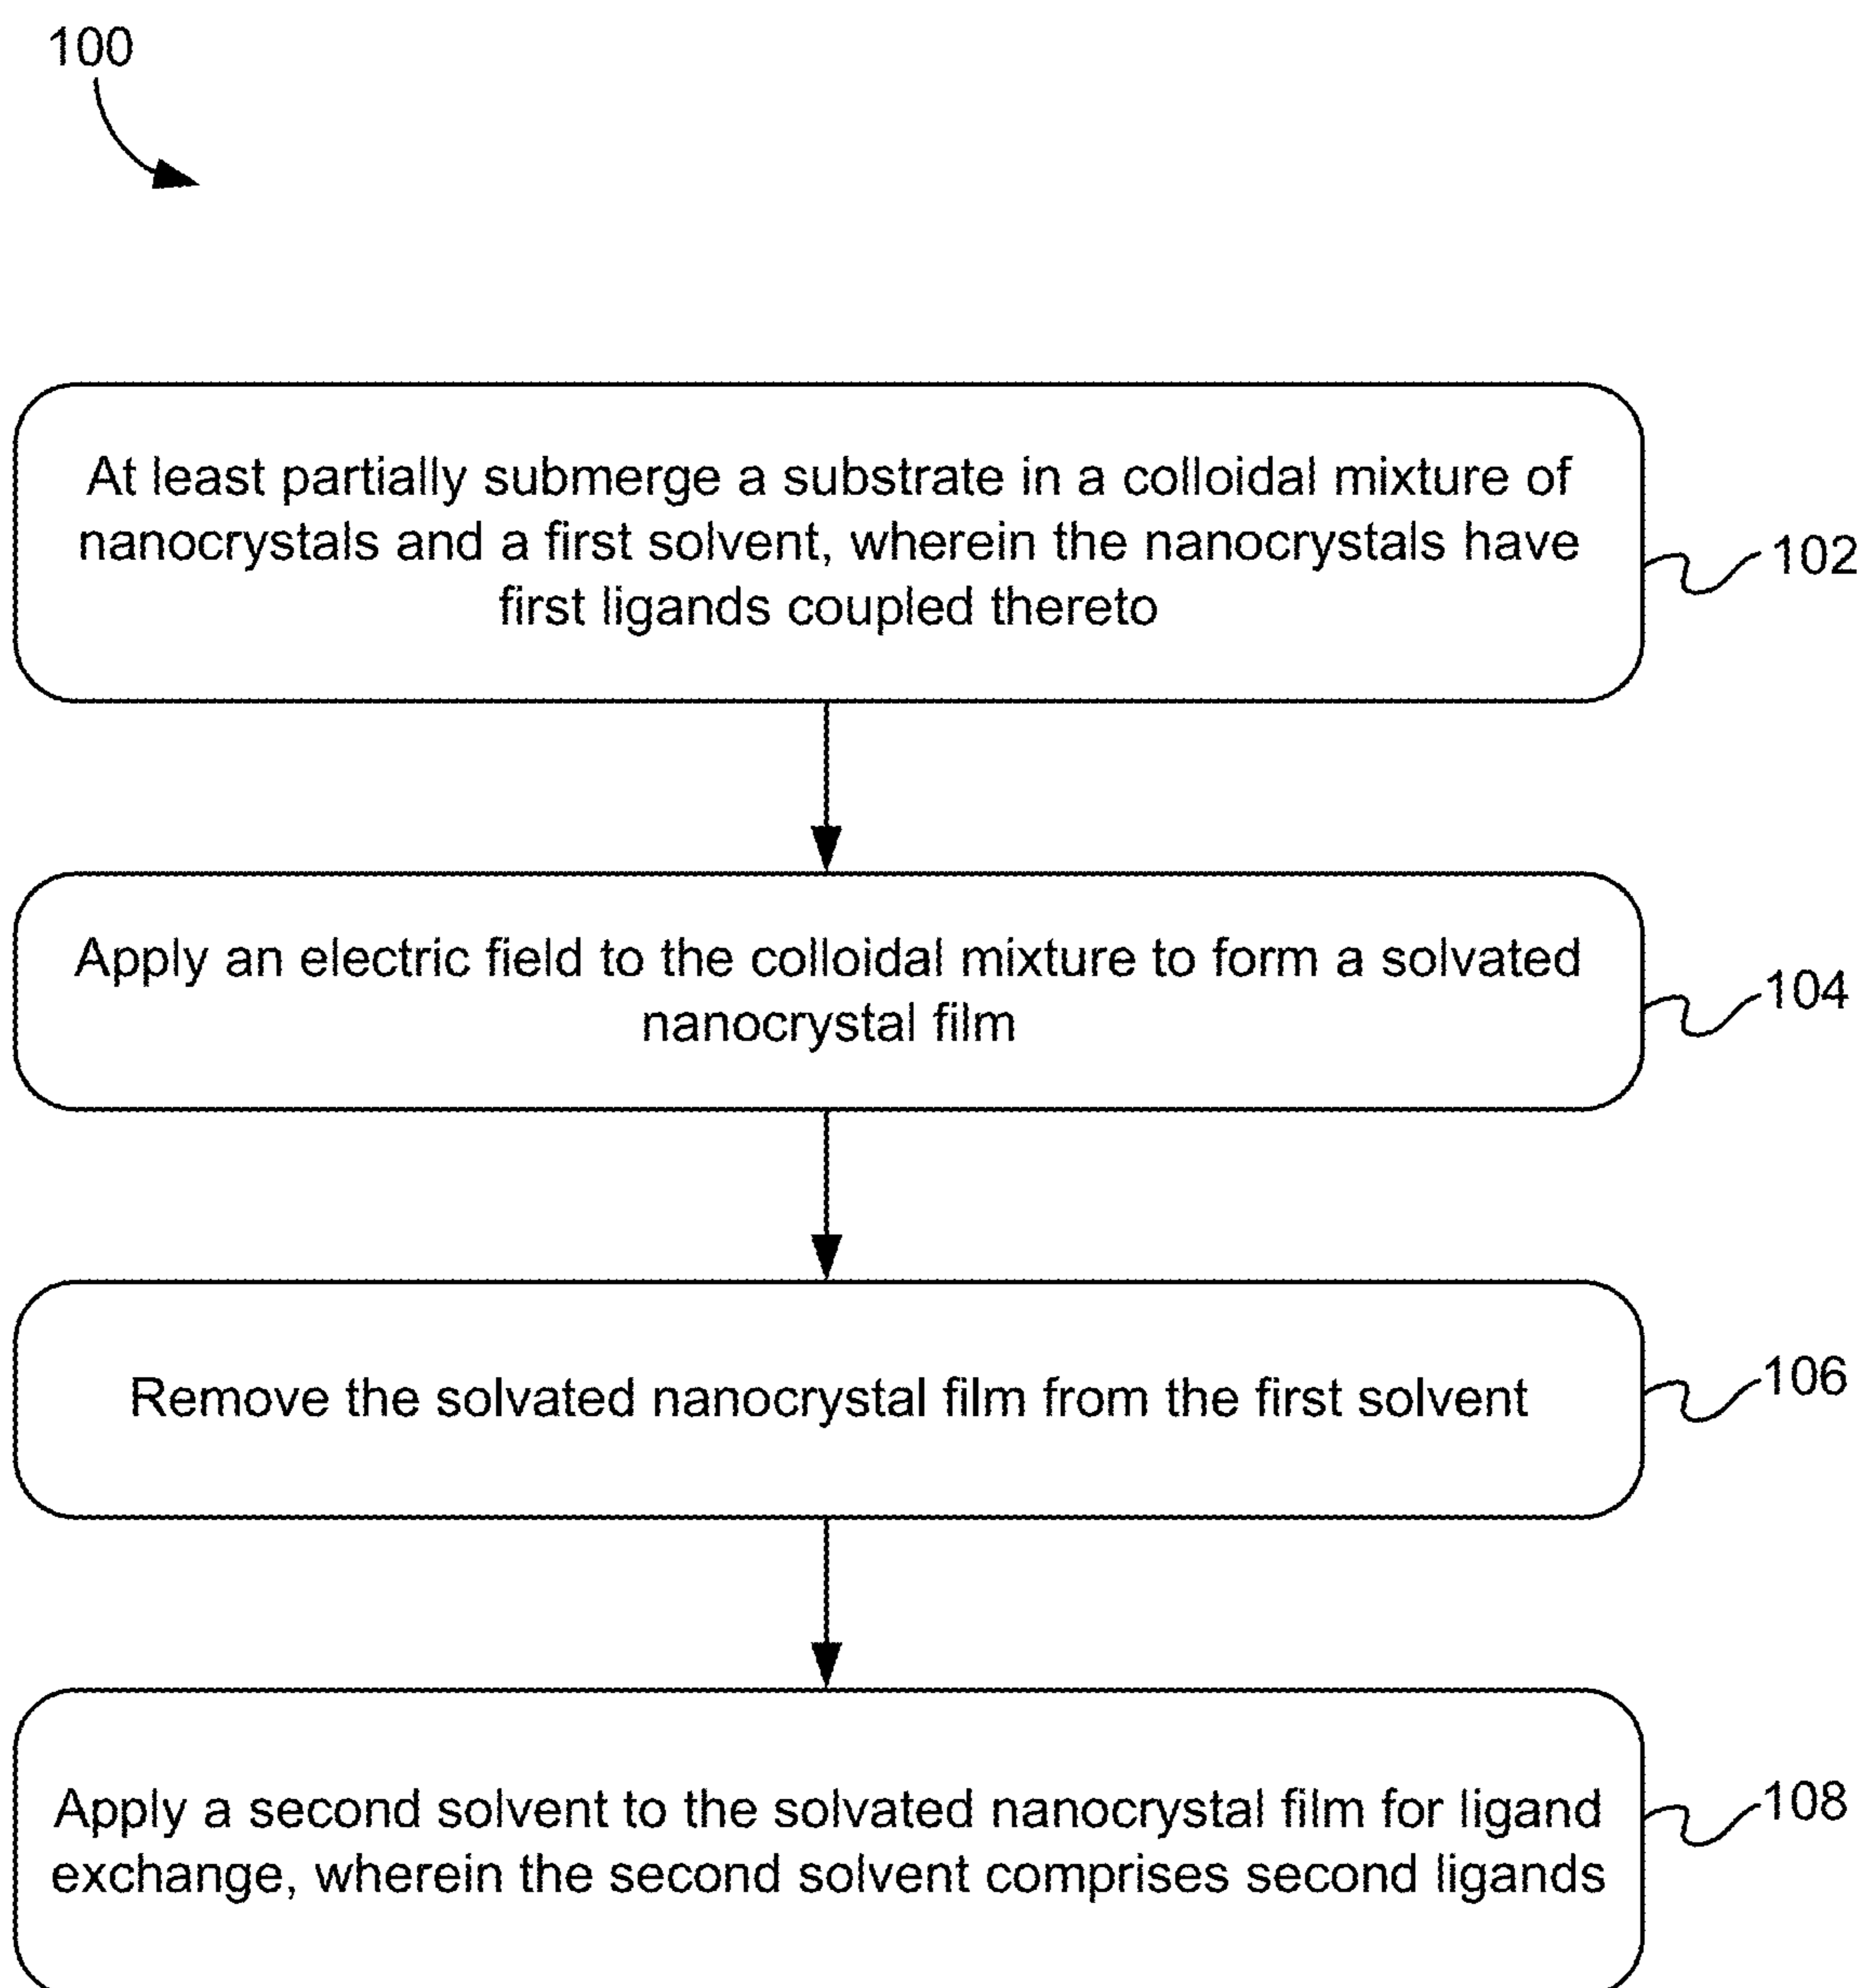 100
At least partially submerge a substrate in a colloidal mixture of
nanocrystals and a first solvent, wherein the nanocrystals have
first ligands coupled thereto
102
Apply an electric field to the colloidal mixture to form a solvated
nanocrystal film
104
Remove the solvated nanocrystal film from the first solvent
106
Apply a second solvent to the solvated nanocrystal film for ligand
exchange, wherein the second solvent comprises second ligands
108